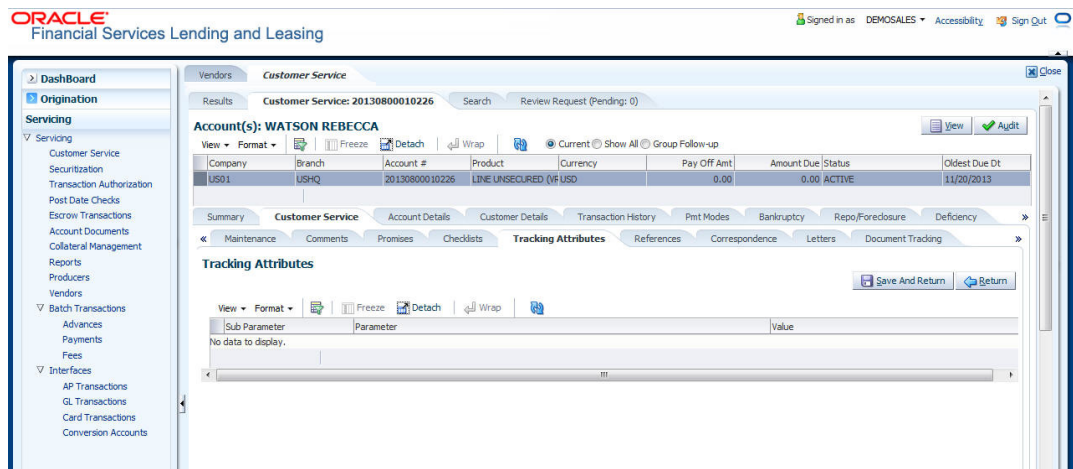 ORACLE
Financial Services Lending and Leasing
Signed in as DEMOSALES Accessibility Sign Out
Close
DashBoard
Origination
Servicing
Servicing
Customer Service
Securitization
Transaction Authorization
Post Date Checks
Escrow Transactions
Account Documents
Collateral Management
Reports
Producers
Vendors
Batch Transactions
Advances
Payments
Fees
Interfaces
AP Transactions
GL Transactions
Card Transactions
Conversion Accounts
Vendors Customer Service
Results Customer Service: 20130800010226 Search Review Request (Pending: 0)
Account(s): WATSON REBECCA
View Audit
View Format Freeze Detach Wrap Current Show All Group Follow-up
Company Branch Account # Product Currency Pay Off Amt Amount Due Status Oldest Due Dt
US01 USHQ 20130800010226 LINE UNSECURED (VR USD 0.00 0.00 ACTIVE 11/20/2013
Summary Customer Service Account Details Customer Details Transaction History Pmt Modes Bankruptcy Repo/Foreclosure Deficiency »
« Maintenance Comments Promises Checklists Tracking Attributes References Correspondence Letters Document Tracking »
Tracking Attributes
Save And Return Return
View Format Freeze Detach Wrap
Sub Parameter Parameter Value
No data to display.